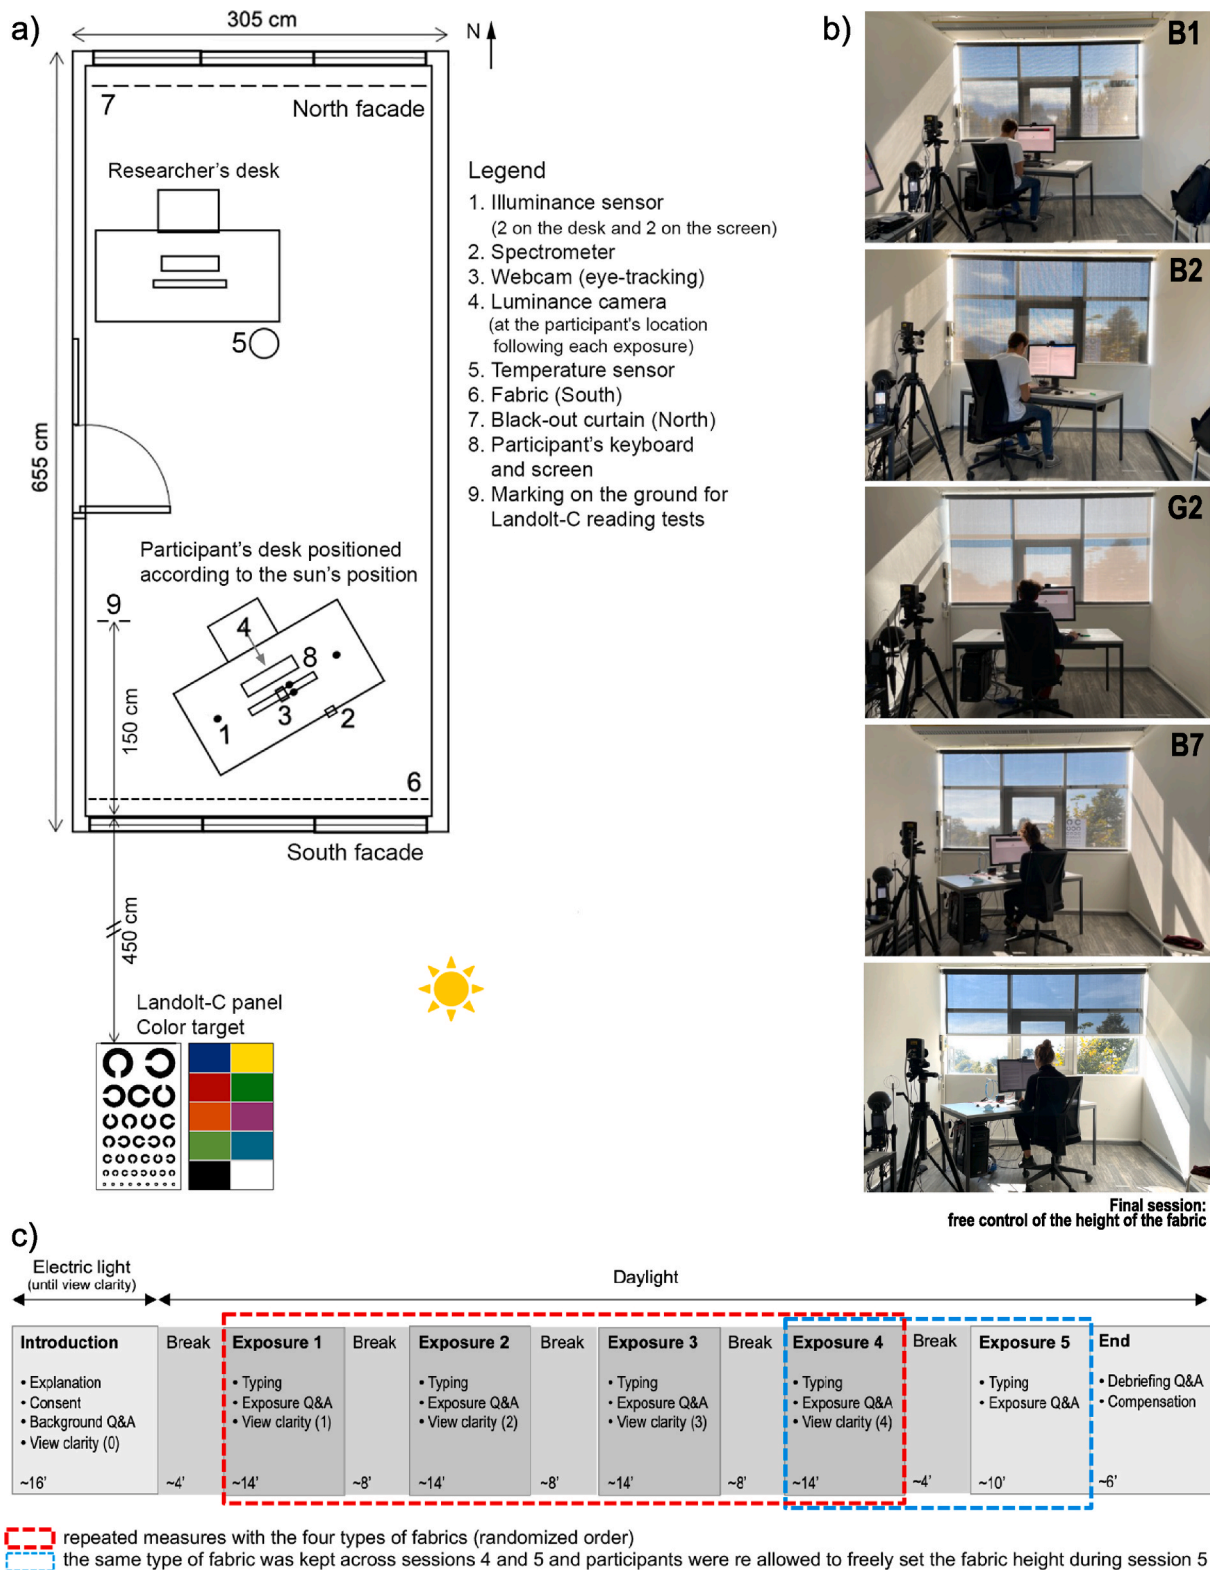 a)
305 cm
N
7
North facade
Researcher's desk
5
655 cm
Participant's desk positioned
according to the sun's position
9
4
8
1
3
2
150 cm
6
South facade
450 cm
Landolt-C panel
Color target
Legend
1. Illuminance sensor
(2 on the desk and 2 on the screen)
2. Spectrometer
3. Webcam (eye-tracking)
4. Luminance camera
(at the participant's location
following each exposure)
5. Temperature sensor
6. Fabric (South)
7. Black-out curtain (North)
8. Participant's keyboard
and screen
9. Marking on the ground for
Landolt-C reading tests
b)
B1
B2
G2
B7
Final session:
free control of the height of the fabric
c)
Electric light
(until view clarity)
Daylight
Introduction
• Explanation
• Consent
• Background Q&A
• View clarity (0)
~16'
Break
~4'
Exposure 1
• Typing
• Exposure Q&A
• View clarity (1)
~14'
Break
~8'
Exposure 2
• Typing
• Exposure Q&A
• View clarity (2)
~14'
Break
~8'
Exposure 3
• Typing
• Exposure Q&A
• View clarity (3)
~14'
Break
~8'
Exposure 4
• Typing
• Exposure Q&A
• View clarity (4)
~14'
Break
~4'
Exposure 5
• Typing
• Exposure Q&A
~10'
End
• Debriefing Q&A
• Compensation
~6'
repeated measures with the four types of fabrics (randomized order)
the same type of fabric was kept across sessions 4 and 5 and participants were re allowed to freely set the fabric height during session 5